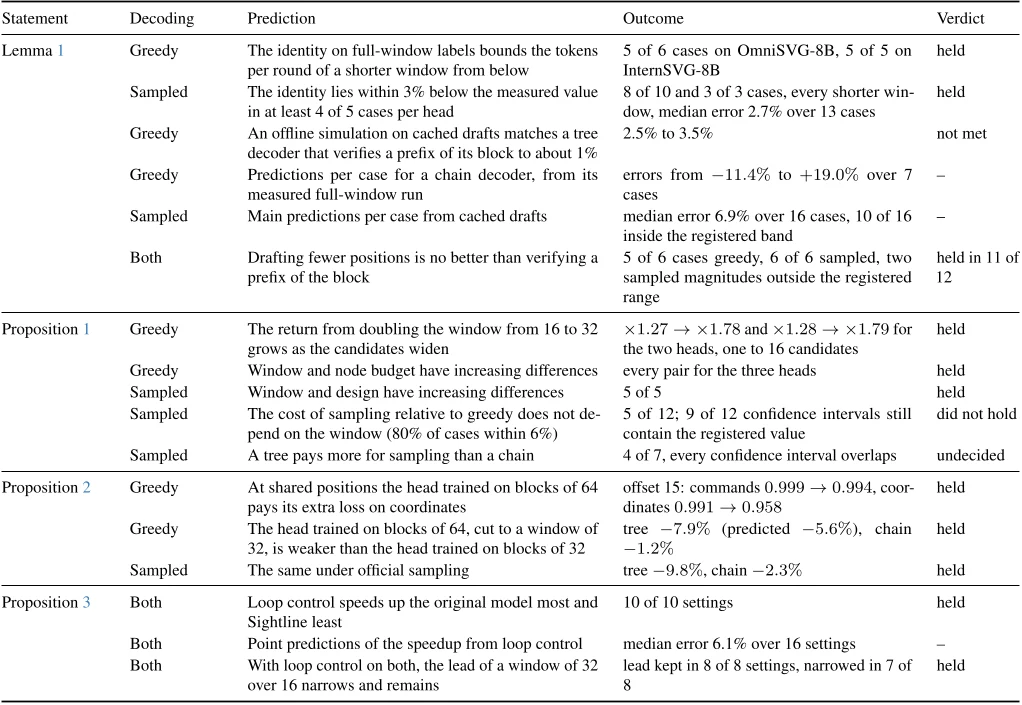 Statement Decoding Prediction Outcome Verdict
Lemma 1 Greedy The identity on full-window labels bounds the tokens 5 of 6 cases on OmniSVG-8B, 5 of 5 on held
per round of a shorter window from below InternSVG-8B
Sampled The identity lies within 3% below the measured value 8 of 10 and 3 of 3 cases, every shorter win- held
in at least 4 of 5 cases per head dow, median error 2.7% over 13 cases
Greedy An offline simulation on cached drafts matches a tree 2.5% to 3.5% not met
decoder that verifies a prefix of its block to about 1%
Greedy Predictions per case for a chain decoder, from its errors from −11.4% to +19.0% over 7 –
measured full-window run cases
Sampled Main predictions per case from cached drafts median error 6.9% over 16 cases, 10 of 16 –
inside the registered band
Both Drafting fewer positions is no better than verifying a 5 of 6 cases greedy, 6 of 6 sampled, two held in 11 of
prefix of the block sampled magnitudes outside the registered 12
range
Proposition 1 Greedy The return from doubling the window from 16 to 32 ×1.27 → ×1.78 and ×1.28 → ×1.79 for held
grows as the candidates widen the two heads, one to 16 candidates
Greedy Window and node budget have increasing differences every pair for the three heads held
Sampled Window and design have increasing differences 5 of 5 held
Sampled The cost of sampling relative to greedy does not de- 5 of 12; 9 of 12 confidence intervals still did not hold
pend on the window (80% of cases within 6%) contain the registered value
Sampled A tree pays more for sampling than a chain 4 of 7, every confidence interval overlaps undecided
Proposition 2 Greedy At shared positions the head trained on blocks of 64 offset 15: commands 0.999 → 0.994, coor- held
pays its extra loss on coordinates dinates 0.991 → 0.958
Greedy The head trained on blocks of 64, cut to a window of tree −7.9% (predicted −5.6%), chain held
32, is weaker than the head trained on blocks of 32 −1.2%
Sampled The same under official sampling tree −9.8%, chain −2.3% held
Proposition 3 Both Loop control speeds up the original model most and 10 of 10 settings held
Sightline least
Both Point predictions of the speedup from loop control median error 6.1% over 16 settings –
Both With loop control on both, the lead of a window of 32 lead kept in 8 of 8 settings, narrowed in 7 of held
over 16 narrows and remains 8